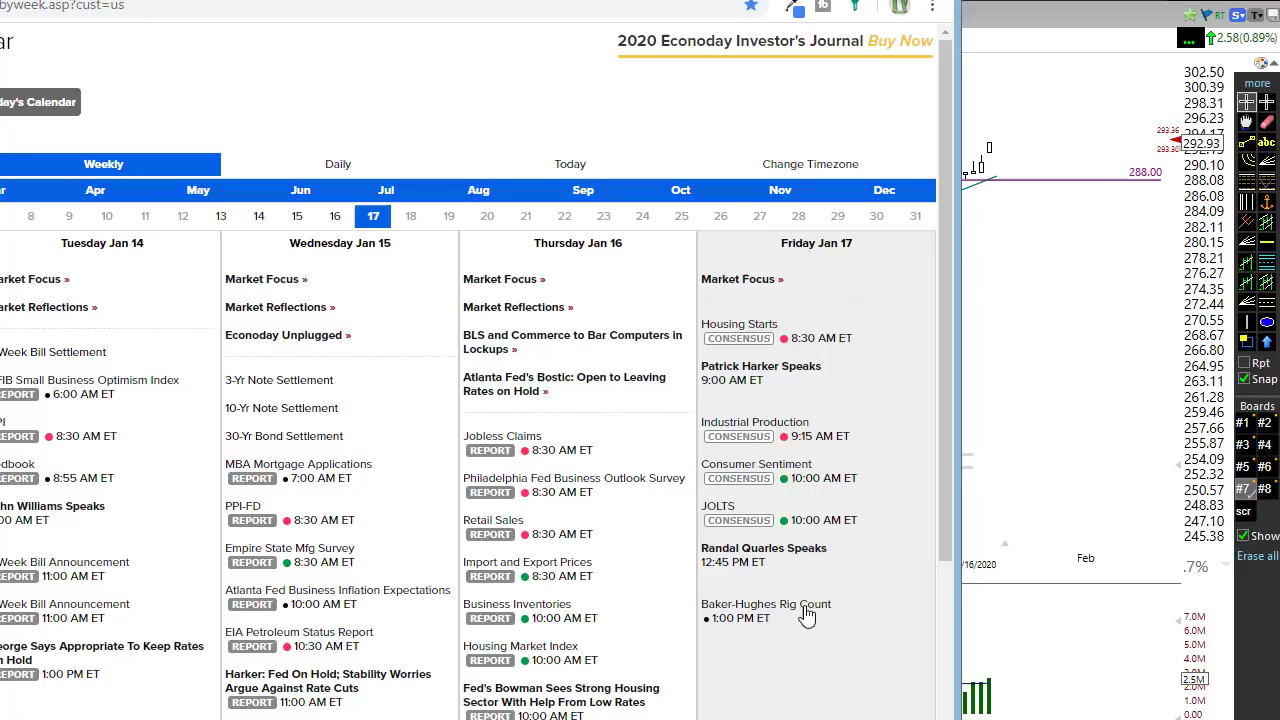 byweek.asp?cust=us
ar
2020 Econoday Investor's Journal Buy Now
ay's Calendar
Weekly Daily Today Change Timezone
ar Apr May Jun Jul Aug Sep Oct Nov Dec
8 9 10 11 12 13 14 15 16 17 18 19 20 21 22 23 24 25 26 27 28 29 30 31
Tuesday Jan 14
arket Focus »
arket Reflections »
Week Bill Settlement
FIB Small Business Optimism Index
REPORT 6:00 AM ET
PI
REPORT 8:30 AM ET
edbook
REPORT 8:55 AM ET
hn Williams Speaks
00 AM ET
Week Bill Announcement
11:00 AM ET
Week Bill Announcement
11:00 AM ET
eorge Says Appropriate To Keep Rates
n Hold
REPORT 1:00 PM ET
Wednesday Jan 15
Market Focus »
Market Reflections »
Econoday Unplugged »
3-Yr Note Settlement
10-Yr Note Settlement
30-Yr Bond Settlement
MBA Mortgage Applications
REPORT 7:00 AM ET
PPI-FD
REPORT 8:30 AM ET
Empire State Mfg Survey
REPORT 8:30 AM ET
Atlanta Fed Business Inflation Expectations
REPORT 10:00 AM ET
EIA Petroleum Status Report
REPORT 10:30 AM ET
Harker: Fed On Hold; Stability Worries
Argue Against Rate Cuts
REPORT 11:00 AM ET
Thursday Jan 16
Market Focus »
Market Reflections »
BLS and Commerce to Bar Computers in
Lockups »
Atlanta Fed's Bostic: Open to Leaving
Rates on Hold »
Jobless Claims
REPORT 8:30 AM ET
Philadelphia Fed Business Outlook Survey
REPORT 8:30 AM ET
Retail Sales
REPORT 8:30 AM ET
Import and Export Prices
REPORT 8:30 AM ET
Business Inventories
REPORT 10:00 AM ET
Housing Market Index
REPORT 10:00 AM ET
Fed's Bowman Sees Strong Housing
Sector With Help From Low Rates
REPORT 10:00 AM ET
Friday Jan 17
Market Focus »
Housing Starts
CONSENSUS 8:30 AM ET
Patrick Harker Speaks
9:00 AM ET
Industrial Production
CONSENSUS 9:15 AM ET
Consumer Sentiment
CONSENSUS 10:00 AM ET
JOLTS
CONSENSUS 10:00 AM ET
Randal Quarles Speaks
12:45 PM ET
Baker-Hughes Rig Count
1:00 PM ET
RT S T
2.58(0.89%)
302.50
300.39
298.31
296.23
294.17
293.36
292.93
293.30
290.10
288.00
288.08
286.08
284.09
282.11
280.15
278.21
276.27
274.35
272.44
270.55
268.67
266.80
264.95
263.11
261.28
259.46
257.66
255.87
254.09
252.32
250.57
248.83
247.10
245.38
/16/2020 Feb
.7%
7.0M
6.0M
5.0M
4.0M
3.0M
2.5M
1.0M
0.00
more
abc
Rpt
Snap
Boards
#1 #2
#3 #4
#5 #6
#7 #8
scr
Show
Erase all